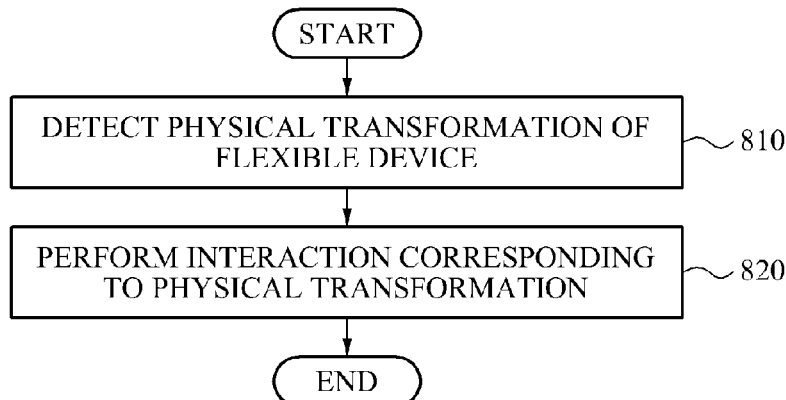 START
DETECT PHYSICAL TRANSFORMATION OF
FLEXIBLE DEVICE
810
PERFORM INTERACTION CORRESPONDING
TO PHYSICAL TRANSFORMATION
820
END